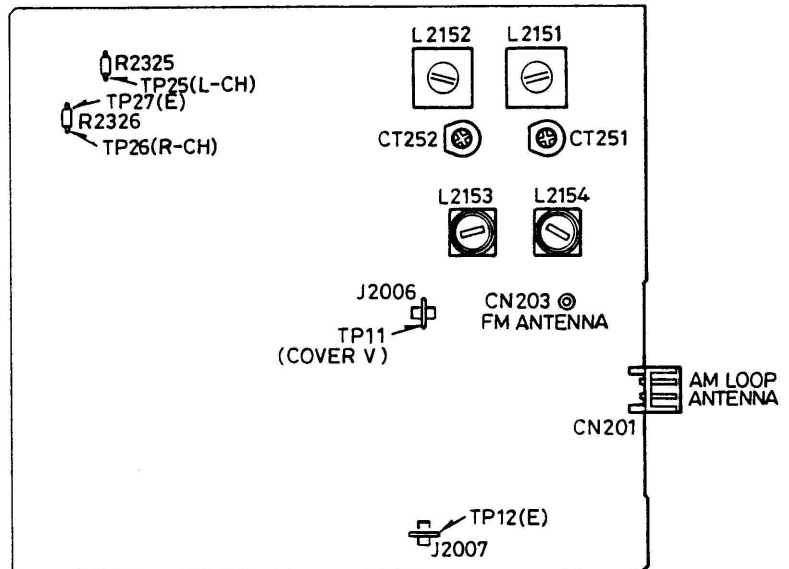 L2152 L2151
R2325
TP25(L-CH)
TP27(E)
R2326
TP26(R-CH)
CT252 CT251
L2153 L2154
J2006
TP11
(COVER V)
CN203
FM ANTENNA
AM LOOP
ANTENNA
CN201
TP12(E)
J2007